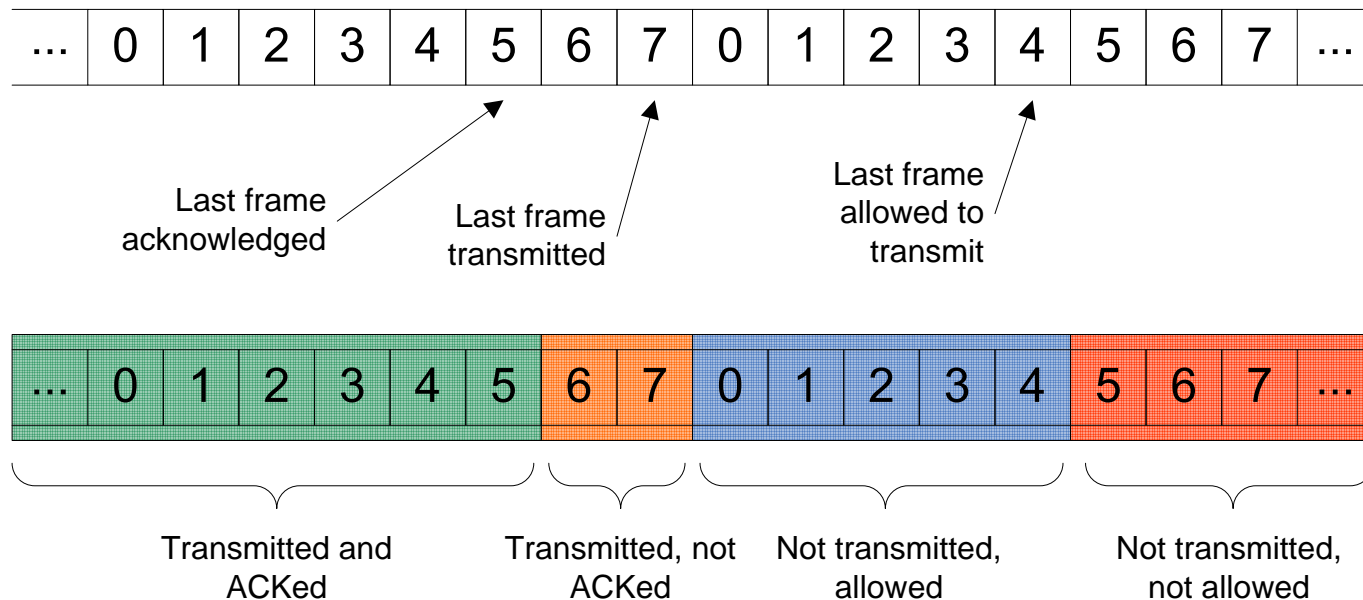 ... 0 1 2 3 4 5 6 7 0 1 2 3 4 5 6 7 ...
Last frame
acknowledged
Last frame
transmitted
Last frame
allowed to
transmit
... 0 1 2 3 4 5 6 7 0 1 2 3 4 5 6 7 ...
Transmitted and
ACKed
Transmitted, not
ACKed
Not transmitted,
allowed
Not transmitted,
not allowed